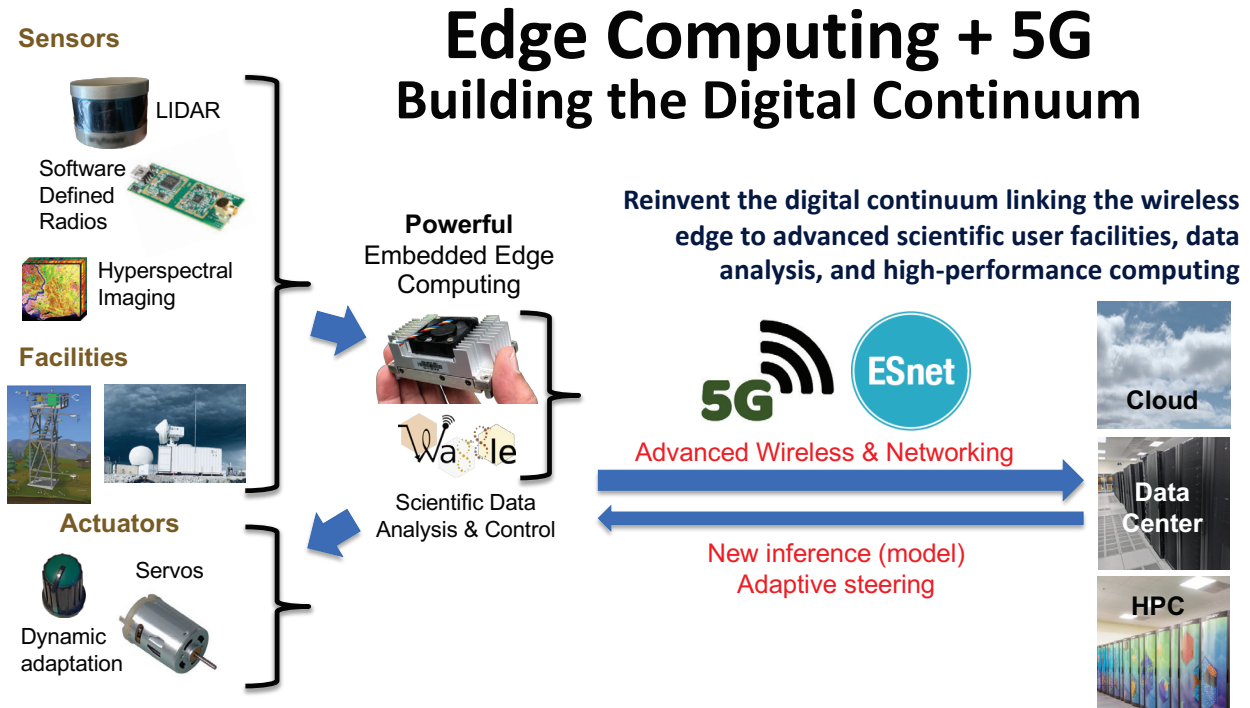 Edge Computing + 5G
Building the Digital Continuum
Sensors
LIDAR
Software
Defined
Radios
Hyperspectral
Imaging
Facilities
Actuators
Servos
Dynamic
adaptation
Powerful
Embedded Edge
Computing
Waggle
Scientific Data
Analysis & Control
Reinvent the digital continuum linking the wireless
edge to advanced scientific user facilities, data
analysis, and high-performance computing
5G
ESnet
Advanced Wireless & Networking
New inference (model)
Adaptive steering
Cloud
Data
Center
HPC